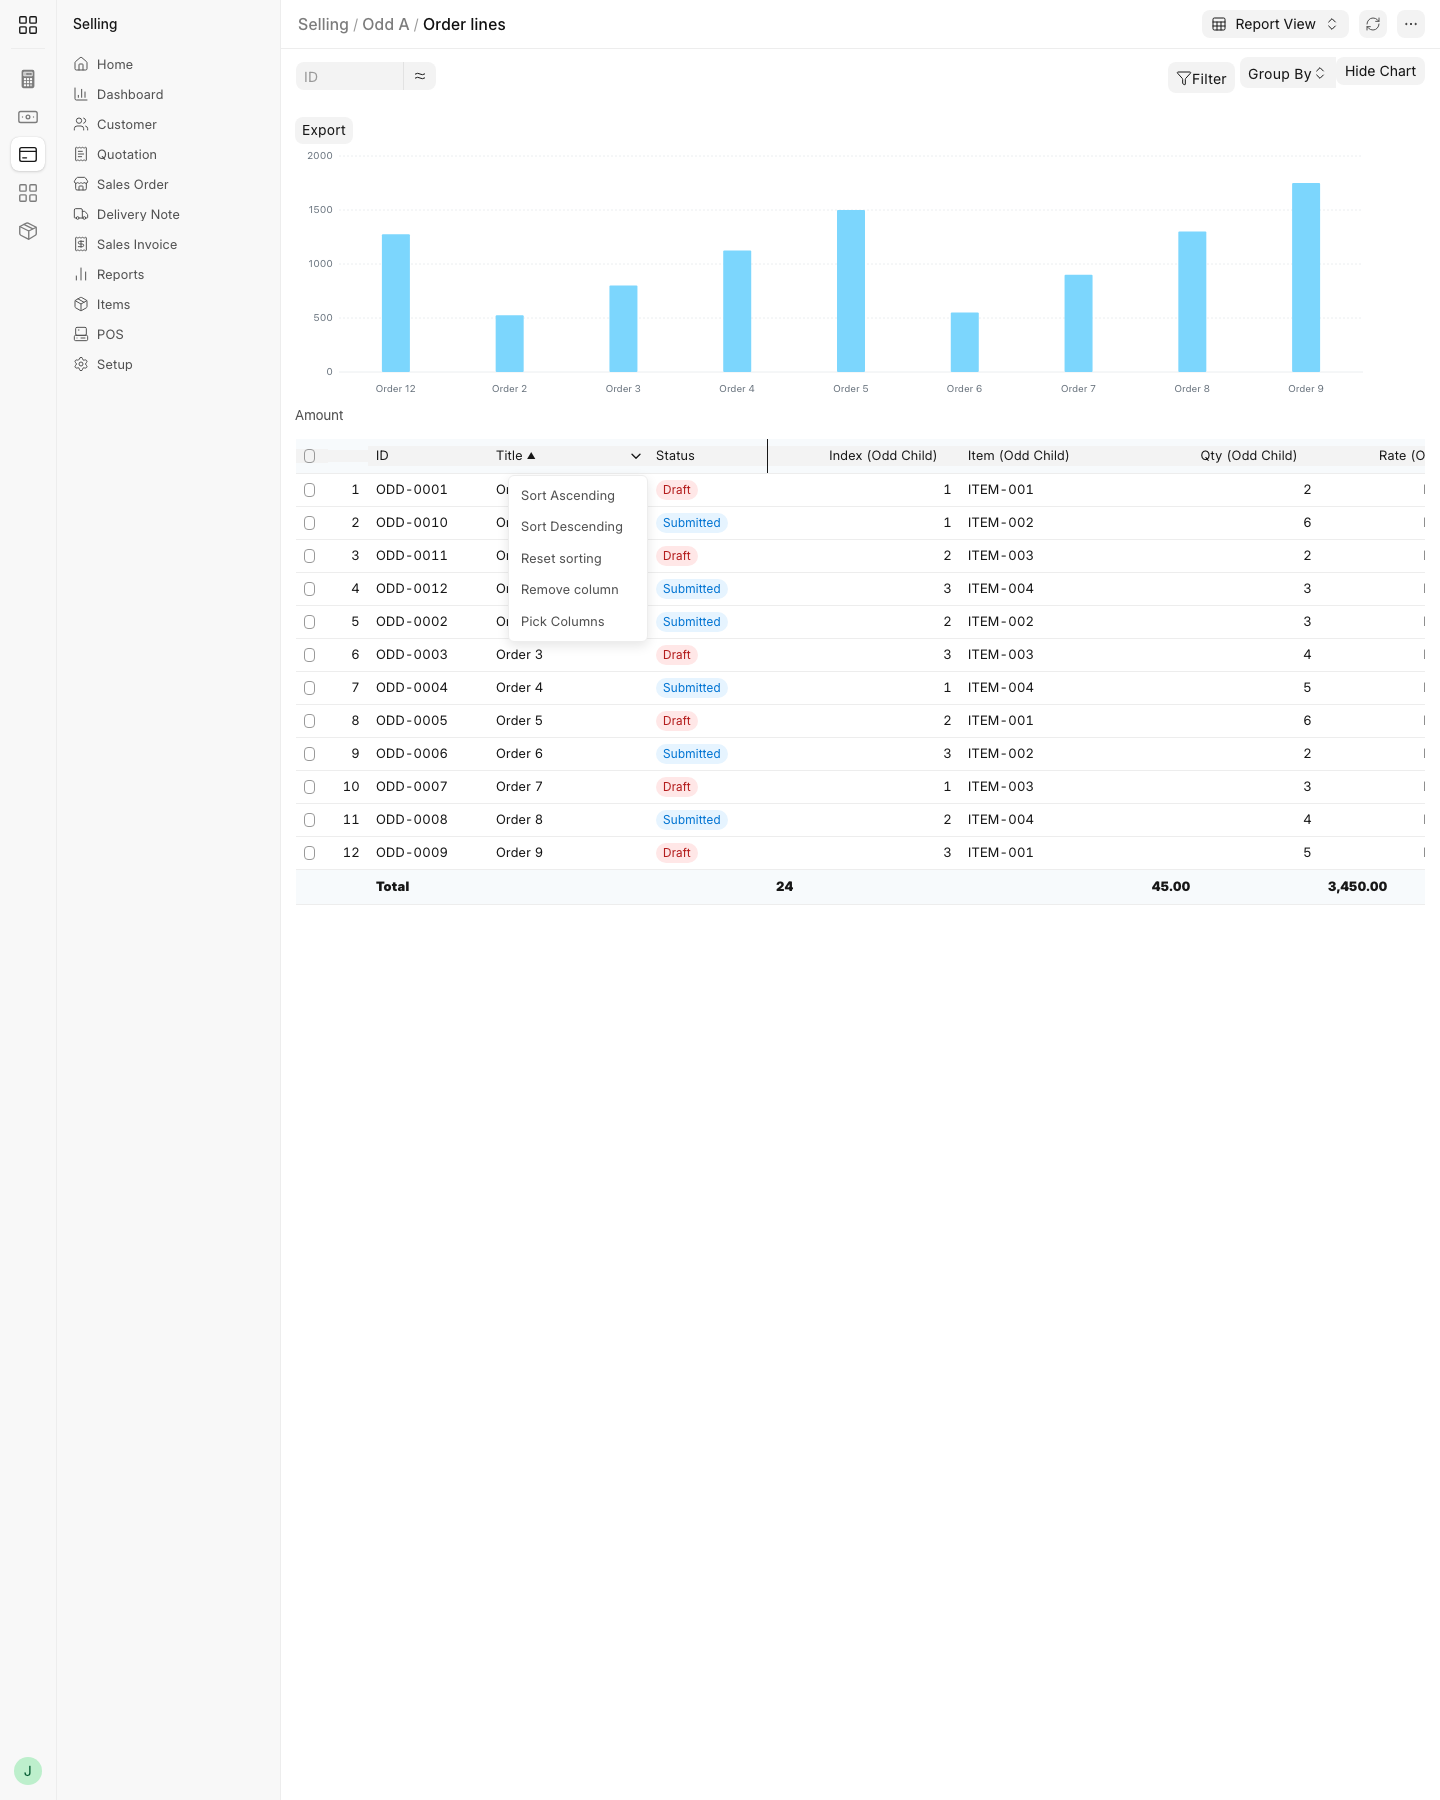 Selling
Home
Dashboard
Customer
Quotation
Sales Order
Delivery Note
Sales Invoice
Reports
Items
POS
Setup
J
Selling / Odd A / Order lines
Report View
ID ≈
Filter Group By Hide Chart
Export
2000
1500
1000
500
0
Order 12 Order 2 Order 3 Order 4 Order 5 Order 6 Order 7 Order 8 Order 9
Amount
ID Title Status Index (Odd Child) Item (Odd Child) Qty (Odd Child) Rate (O
1 ODD-0001 Draft 1 ITEM-001 2
2 ODD-0010 Submitted 1 ITEM-002 6
3 ODD-0011 Draft 2 ITEM-003 2
4 ODD-0012 Submitted 3 ITEM-004 3
5 ODD-0002 Submitted 2 ITEM-002 3
6 ODD-0003 Order 3 Draft 3 ITEM-003 4
7 ODD-0004 Order 4 Submitted 1 ITEM-004 5
8 ODD-0005 Order 5 Draft 2 ITEM-001 6
9 ODD-0006 Order 6 Submitted 3 ITEM-002 2
10 ODD-0007 Order 7 Draft 1 ITEM-003 3
11 ODD-0008 Order 8 Submitted 2 ITEM-004 4
12 ODD-0009 Order 9 Draft 3 ITEM-001 5
Total 24 45.00 3,450.00
Sort Ascending
Sort Descending
Reset sorting
Remove column
Pick Columns